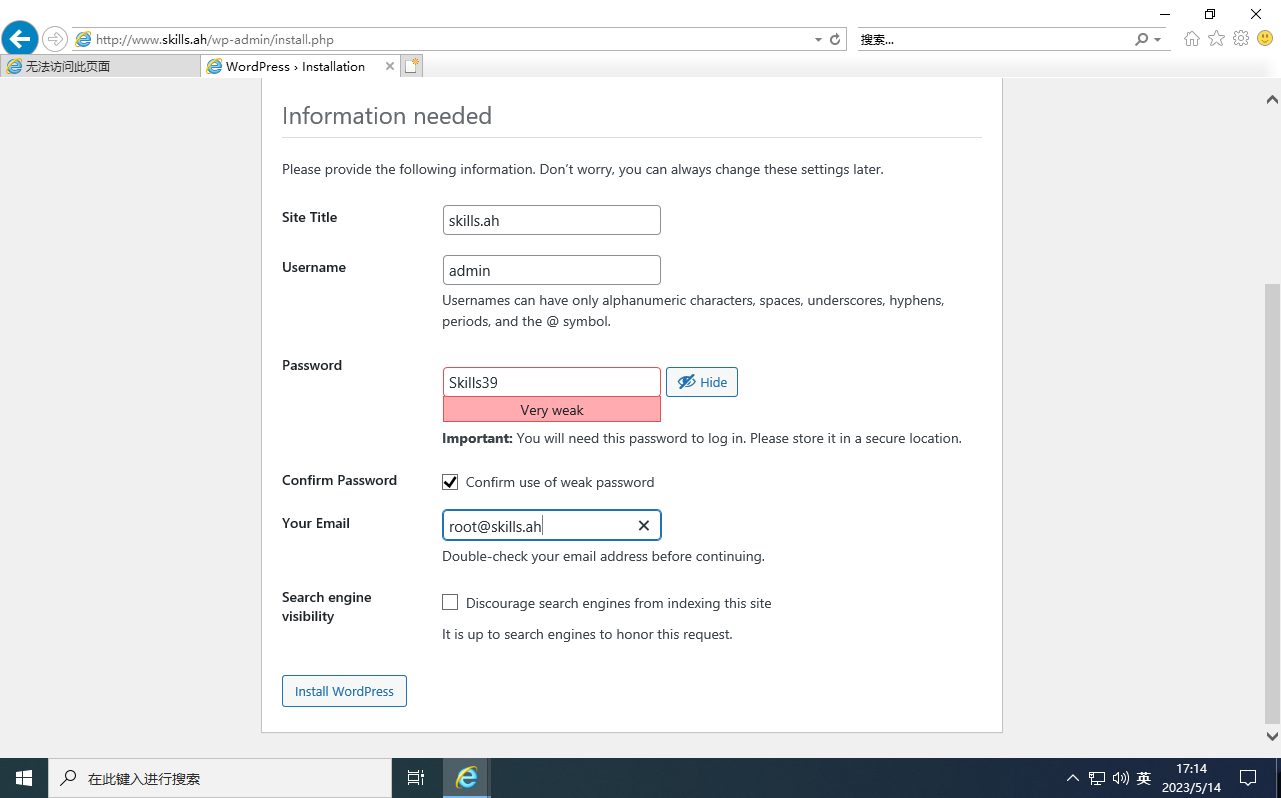 http://www.skills.ah/wp-admin/install.php
搜索...
无法访问此页面
WordPress › Installation
Information needed
Please provide the following information. Don’t worry, you can always change these settings later.
Site Title
skills.ah
Username
admin
Usernames can have only alphanumeric characters, spaces, underscores, hyphens,
periods, and the @ symbol.
Password
Skills39
Hide
Very weak
Important: You will need this password to log in. Please store it in a secure location.
Confirm Password
Confirm use of weak password
Your Email
root@skills.ah
Double-check your email address before continuing.
Search engine
visibility
Discourage search engines from indexing this site
It is up to search engines to honor this request.
Install WordPress
在此键入进行搜索
英
17:14
2023/5/14